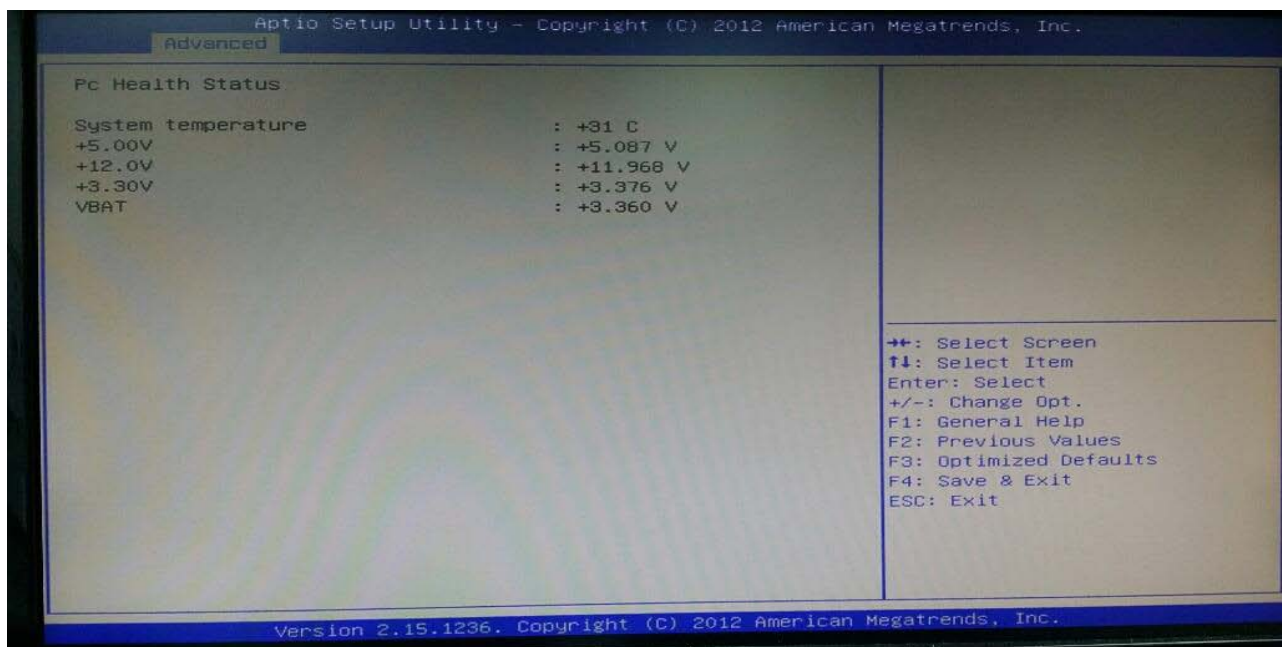 Aptio Setup Utility – Copyright (C) 2012 American Megatrends, Inc.
Advanced
Pc Health Status
System temperature : +31 C
+5.00V : +5.087 V
+12.0V : +11.968 V
+3.30V : +3.376 V
VBAT : +3.360 V
→←: Select Screen
↑↓: Select Item
Enter: Select
+/-: Change Opt.
F1: General Help
F2: Previous Values
F3: Optimized Defaults
F4: Save & Exit
ESC: Exit
Version 2.15.1236. Copyright (C) 2012 American Megatrends, Inc.